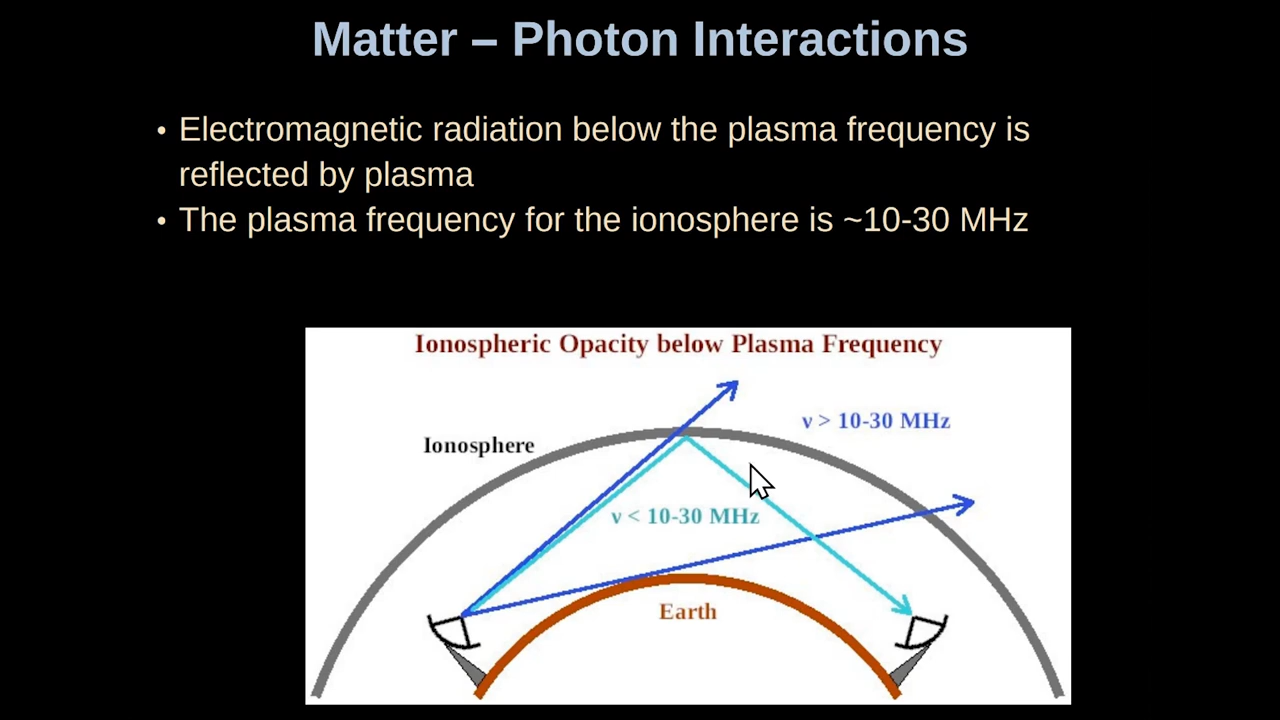 Matter – Photon Interactions
• Electromagnetic radiation below the plasma frequency is
reflected by plasma
• The plasma frequency for the ionosphere is ~10-30 MHz
Ionospheric Opacity below Plasma Frequency
ν > 10-30 MHz
Ionosphere
ν < 10-30 MHz
Earth